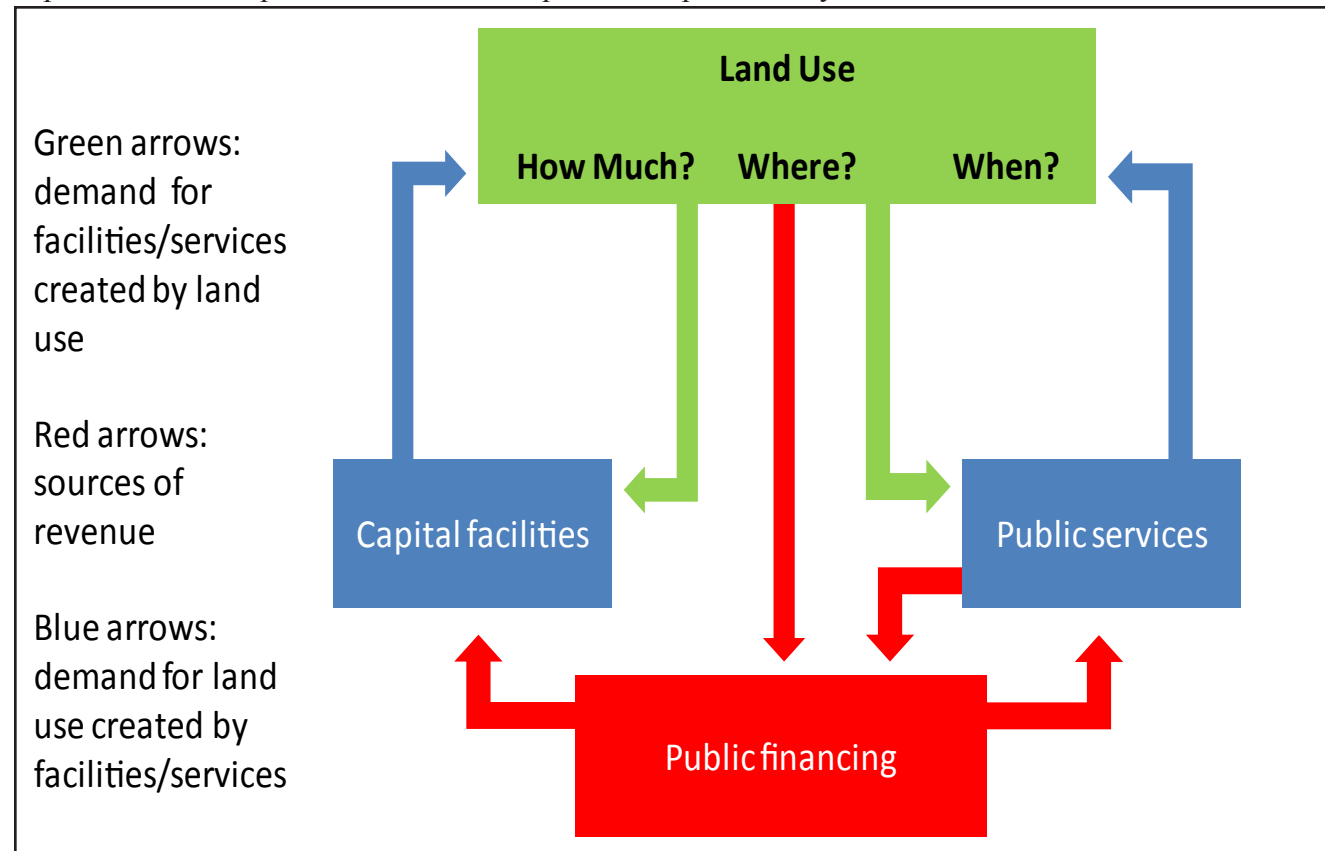 Land Use
How Much? Where? When?
Green arrows:
demand for
facilities/services
created by land
use
Red arrows:
sources of
revenue
Blue arrows:
demand for land
use created by
facilities/services
Capital facilities
Public services
Public financing